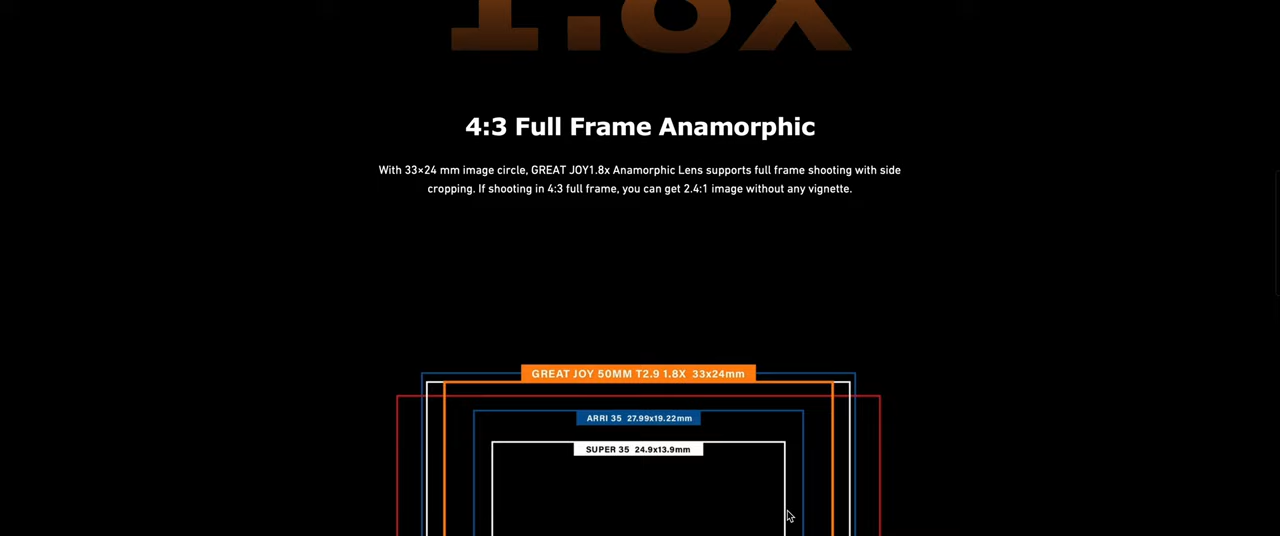 1.8x
4:3 Full Frame Anamorphic
With 33×24 mm image circle, GREAT JOY1.8x Anamorphic Lens supports full frame shooting with side
cropping. If shooting in 4:3 full frame, you can get 2.4:1 image without any vignette.
GREAT JOY 50MM T2.9 1.8X 33x24mm
ARRI 35 27.99x19.22mm
SUPER 35 24.9x13.9mm